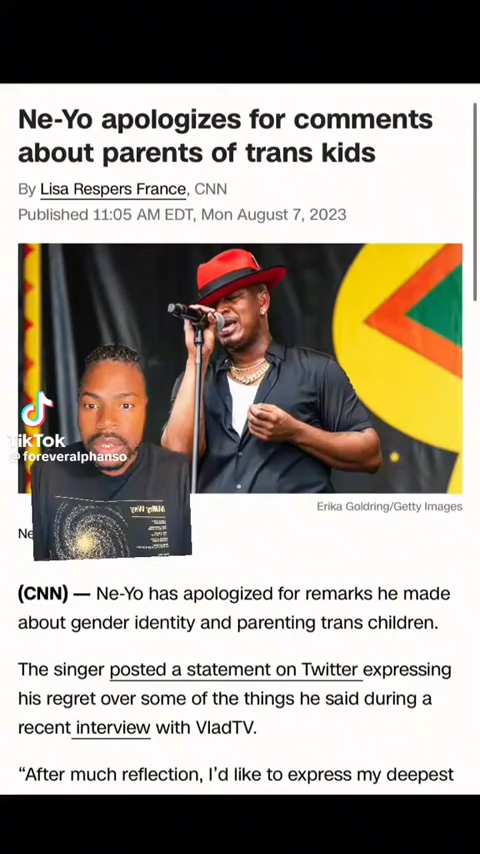 Ne-Yo apologizes for comments
about parents of trans kids
By Lisa Respers France, CNN
Published 11:05 AM EDT, Mon August 7, 2023
TikTok
@foreveralphanso
Erika Goldring/Getty Images
Ne
(CNN) — Ne-Yo has apologized for remarks he made
about gender identity and parenting trans children.
The singer posted a statement on Twitter expressing
his regret over some of the things he said during a
recent interview with VladTV.
“After much reflection, I’d like to express my deepest